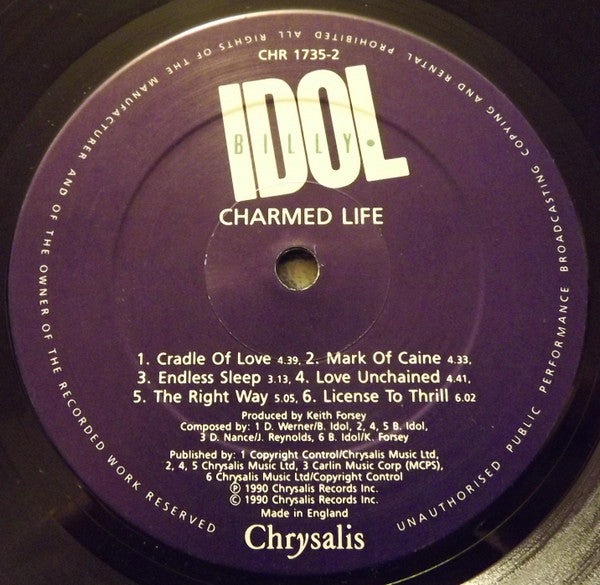 CHR 1735-2
IDOL
BILLY
CHARMED LIFE
1. Cradle Of Love 4.39, 2. Mark Of Caine 4.33,
3. Endless Sleep 3.13, 4. Love Unchained 4.41,
5. The Right Way 5.05, 6. License To Thrill 6.02
Produced by Keith Forsey
Composed by: 1 D. Werner/B. Idol, 2, 4, 5 B. Idol,
3 D. Nance/J. Reynolds, 6 B. Idol/K. Forsey
Published by: 1 Copyright Control/Chrysalis Music Ltd,
2, 4, 5 Chrysalis Music Ltd, 3 Carlin Music Corp (MCPS),
6 Chrysalis Music Ltd/Copyright Control
℗ 1990 Chrysalis Records Inc.
© 1990 Chrysalis Records Inc.
Made in England
Chrysalis
ALL RIGHTS OF THE MANUFACTURER AND OF THE OWNER OF THE RECORDED WORK RESERVED
UNAUTHORISED PUBLIC PERFORMANCE BROADCASTING COPYING AND RENTAL PROHIBITED